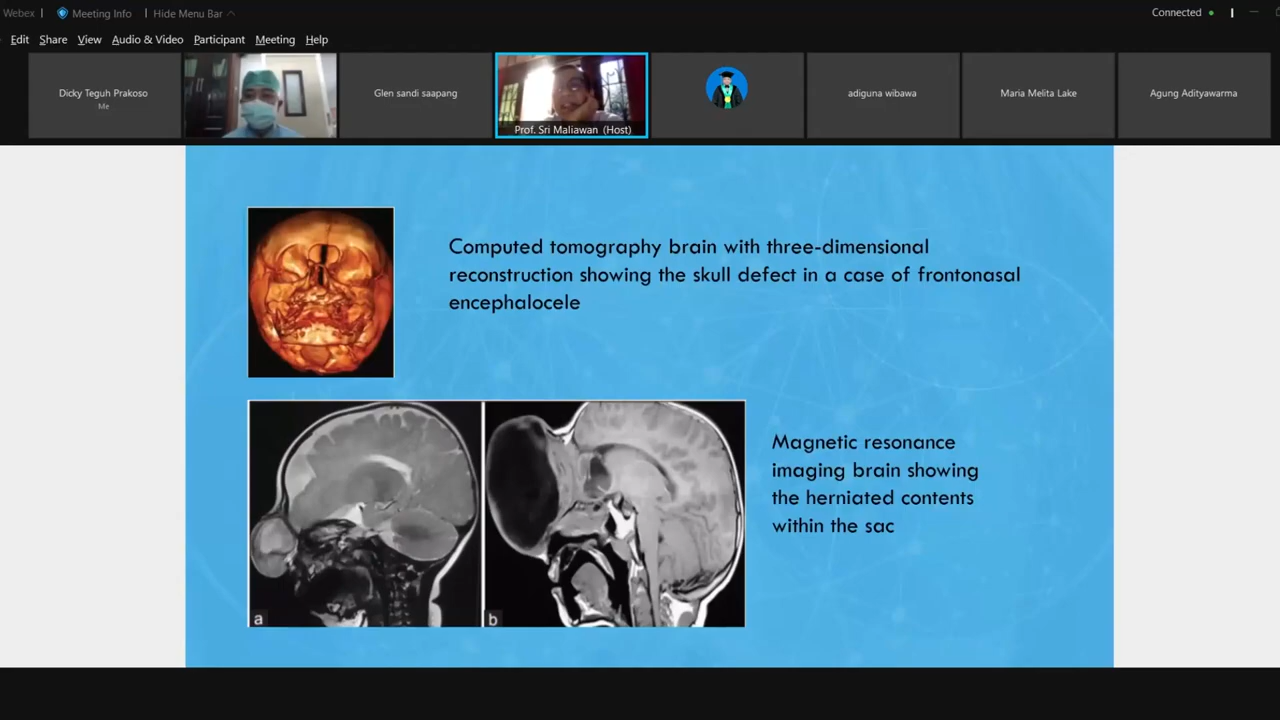 Webex
Meeting Info
Hide Menu Bar
Connected
Edit Share View Audio & Video Participant Meeting Help
Dicky Teguh Prakoso
Me
Glen sandi saapang
Prof. Sri Maliawan (Host)
adiguna wibawa
Maria Melita Lake
Agung Adityawarma
Computed tomography brain with three-dimensional
reconstruction showing the skull defect in a case of frontonasal
encephalocele
Magnetic resonance
imaging brain showing
the herniated contents
within the sac
a
b